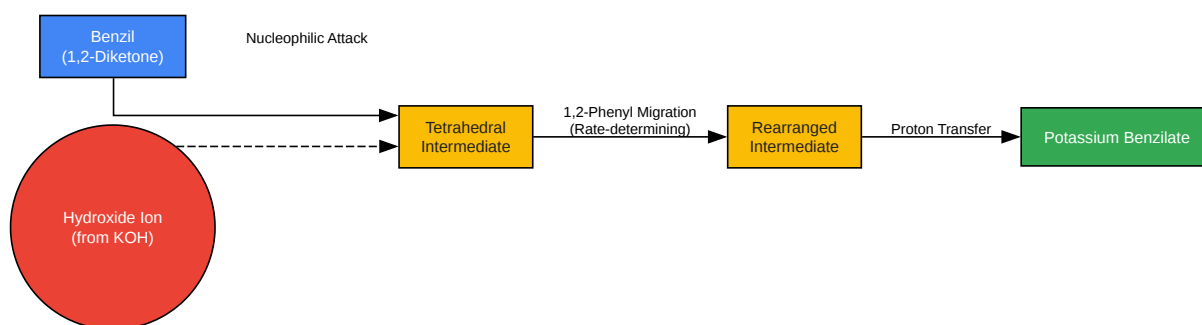 Benzil
(1,2-Diketone)
Nucleophilic Attack
Tetrahedral
Intermediate
1,2-Phenyl Migration
(Rate-determining)
Rearranged
Intermediate
Proton Transfer
Potassium Benzilate
Hydroxide Ion
(from KOH)